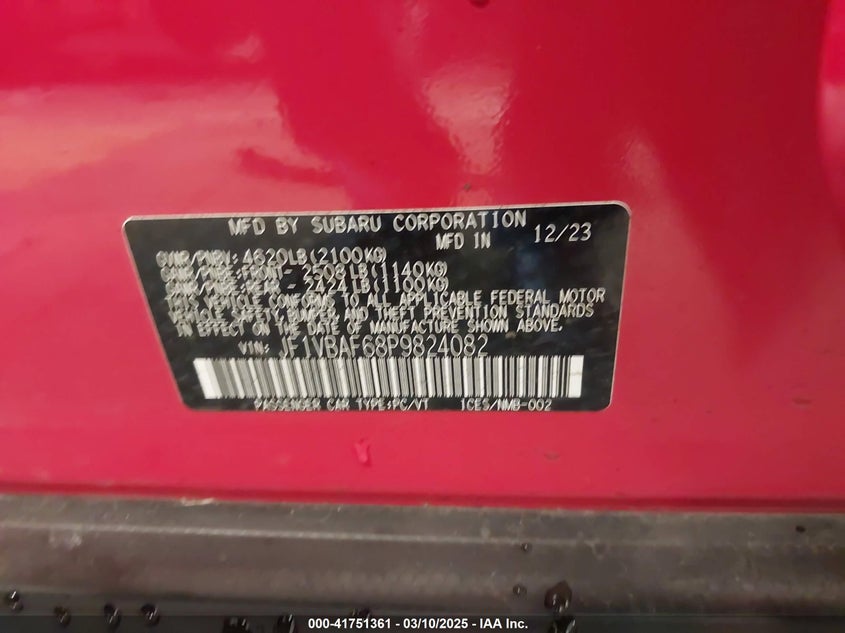 MFD BY SUBARU CORPORATION
MFD IN 12/23
GVWR/PNBV: 4620LB(2100KG)
GAWR/PNBE:FRONT- 2508LB(1140KG)
GAWR/PNBE:REAR - 2424LB(1100KG)
THIS VEHICLE CONFORMS TO ALL APPLICABLE FEDERAL MOTOR
VEHICLE SAFETY,BUMPER, AND THEFT PREVENTION STANDARDS
IN EFFECT ON THE DATE OF MANUFACTURE SHOWN ABOVE.
VIN: JF1VBAF68P9824082
PASSENGER CAR TYPE:PC/VT 1CES/NMB-002
000-41751361 - 03/10/2025 - IAA Inc.